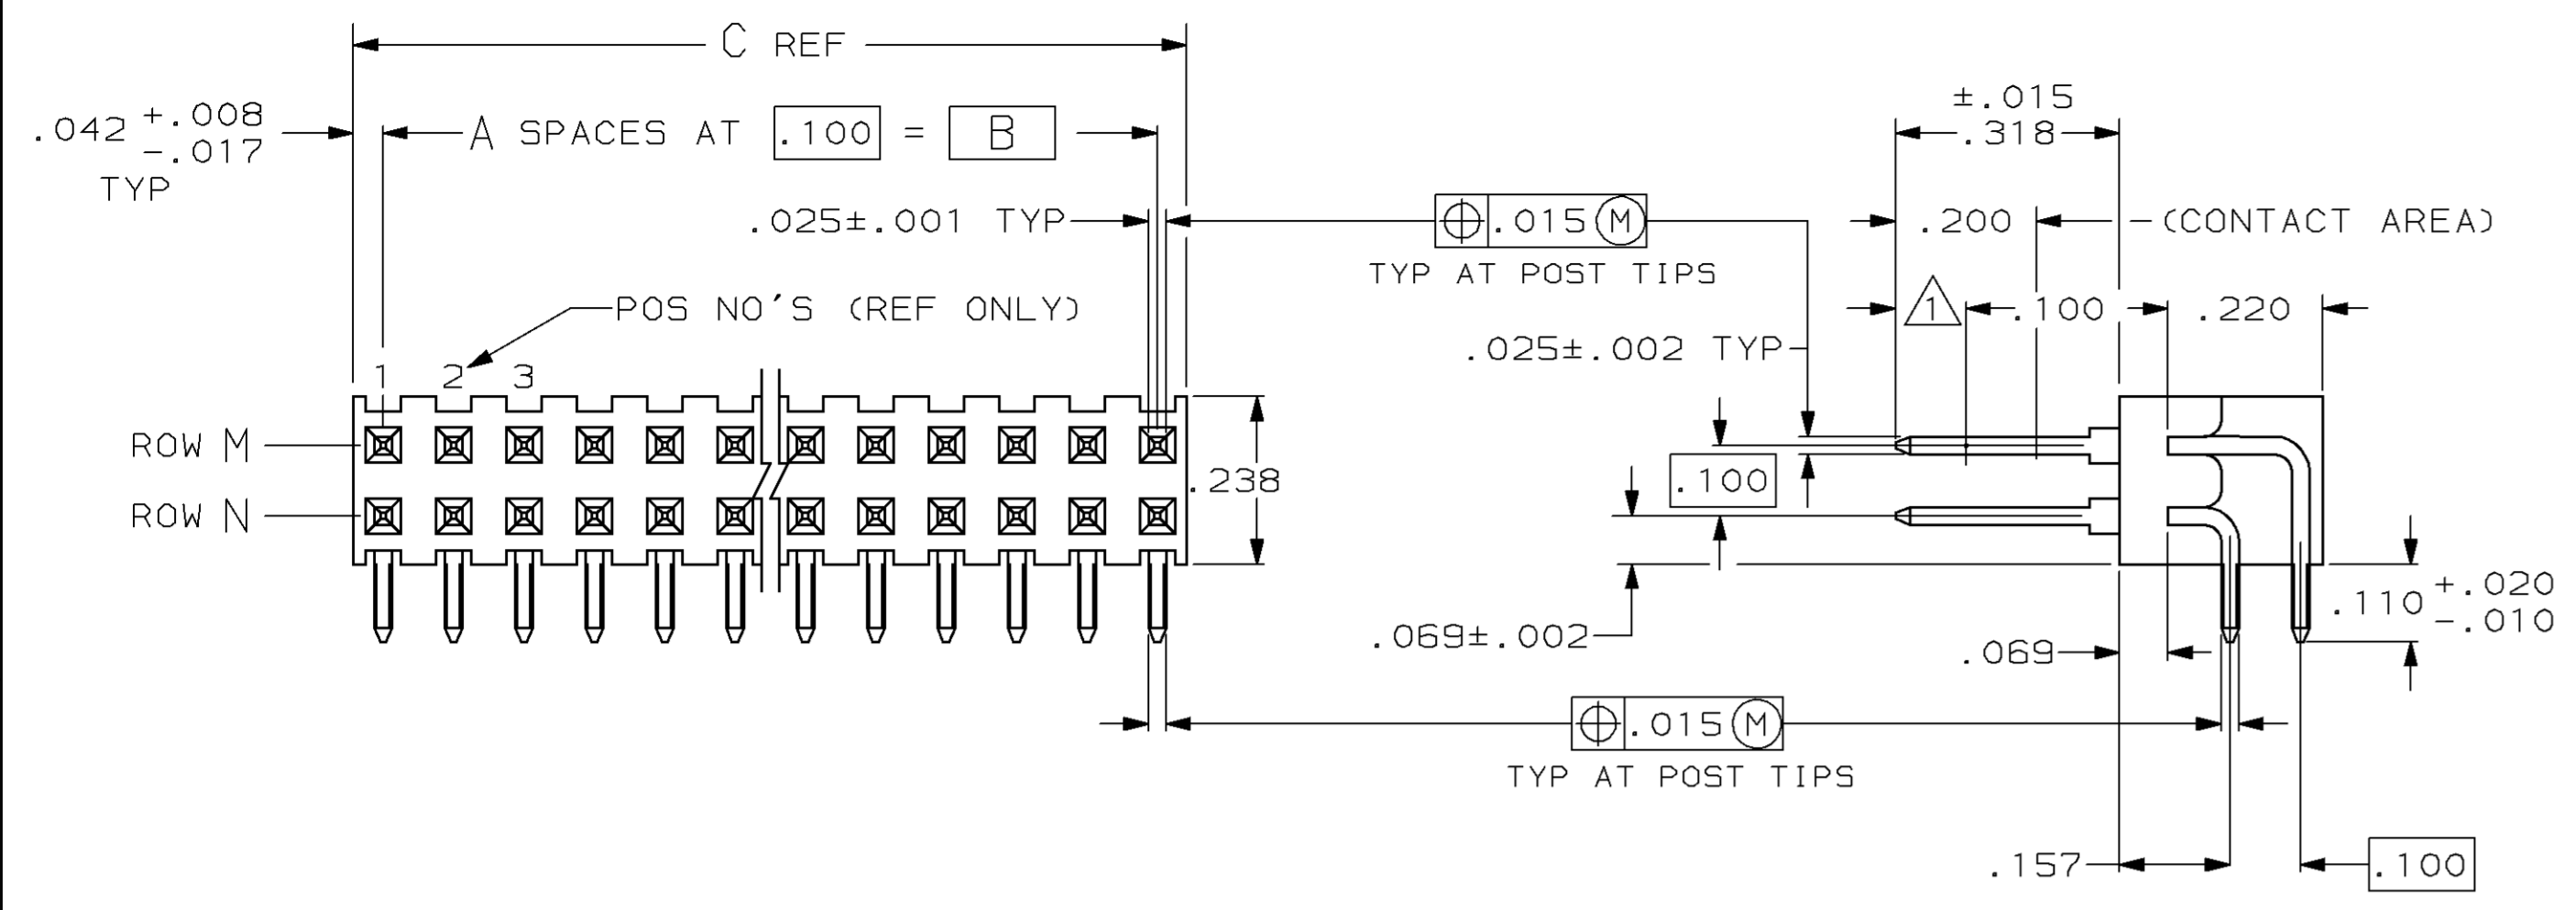 C REF
.042 +.008
-.017
TYP
A SPACES AT .100 = B
.025±.001 TYP
POS NO'S (REF ONLY)
1 2 3
ROW M
ROW N
.238
⌖ .015 Ⓜ
TYP AT POST TIPS
.025±.002 TYP
±.015
.318
.200 (CONTACT AREA)
1 .100 .220
.100
.069±.002
.069
.110 +.020
-.010
⌖ .015 Ⓜ
TYP AT POST TIPS
.157
.100